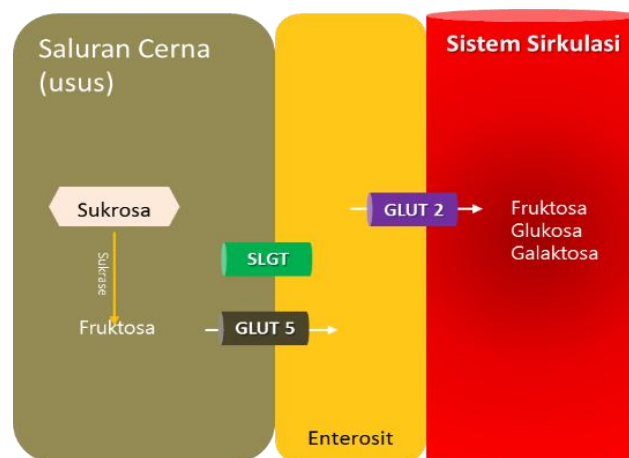 Saluran Cerna
(usus)
Sistem Sirkulasi
Sukrosa
Sukrase
Fruktosa
SLGT
GLUT 5
GLUT 2
Fruktosa
Glukosa
Galaktosa
Enterosit